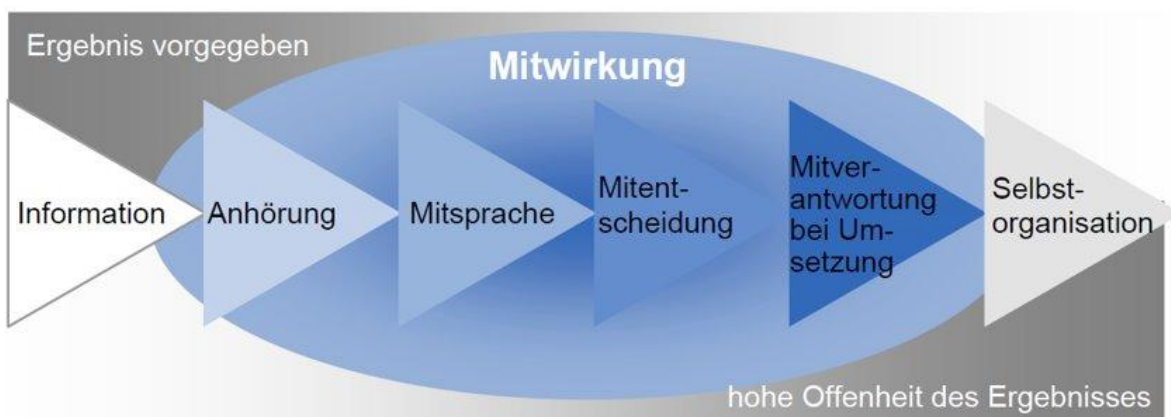 Ergebnis vorgegeben
Mitwirkung
Information
Anhörung
Mitsprache
Mitent-
scheidung
Mitver-
antwortung
bei Um-
setzung
Selbst-
organisation
hohe Offenheit des Ergebnisses